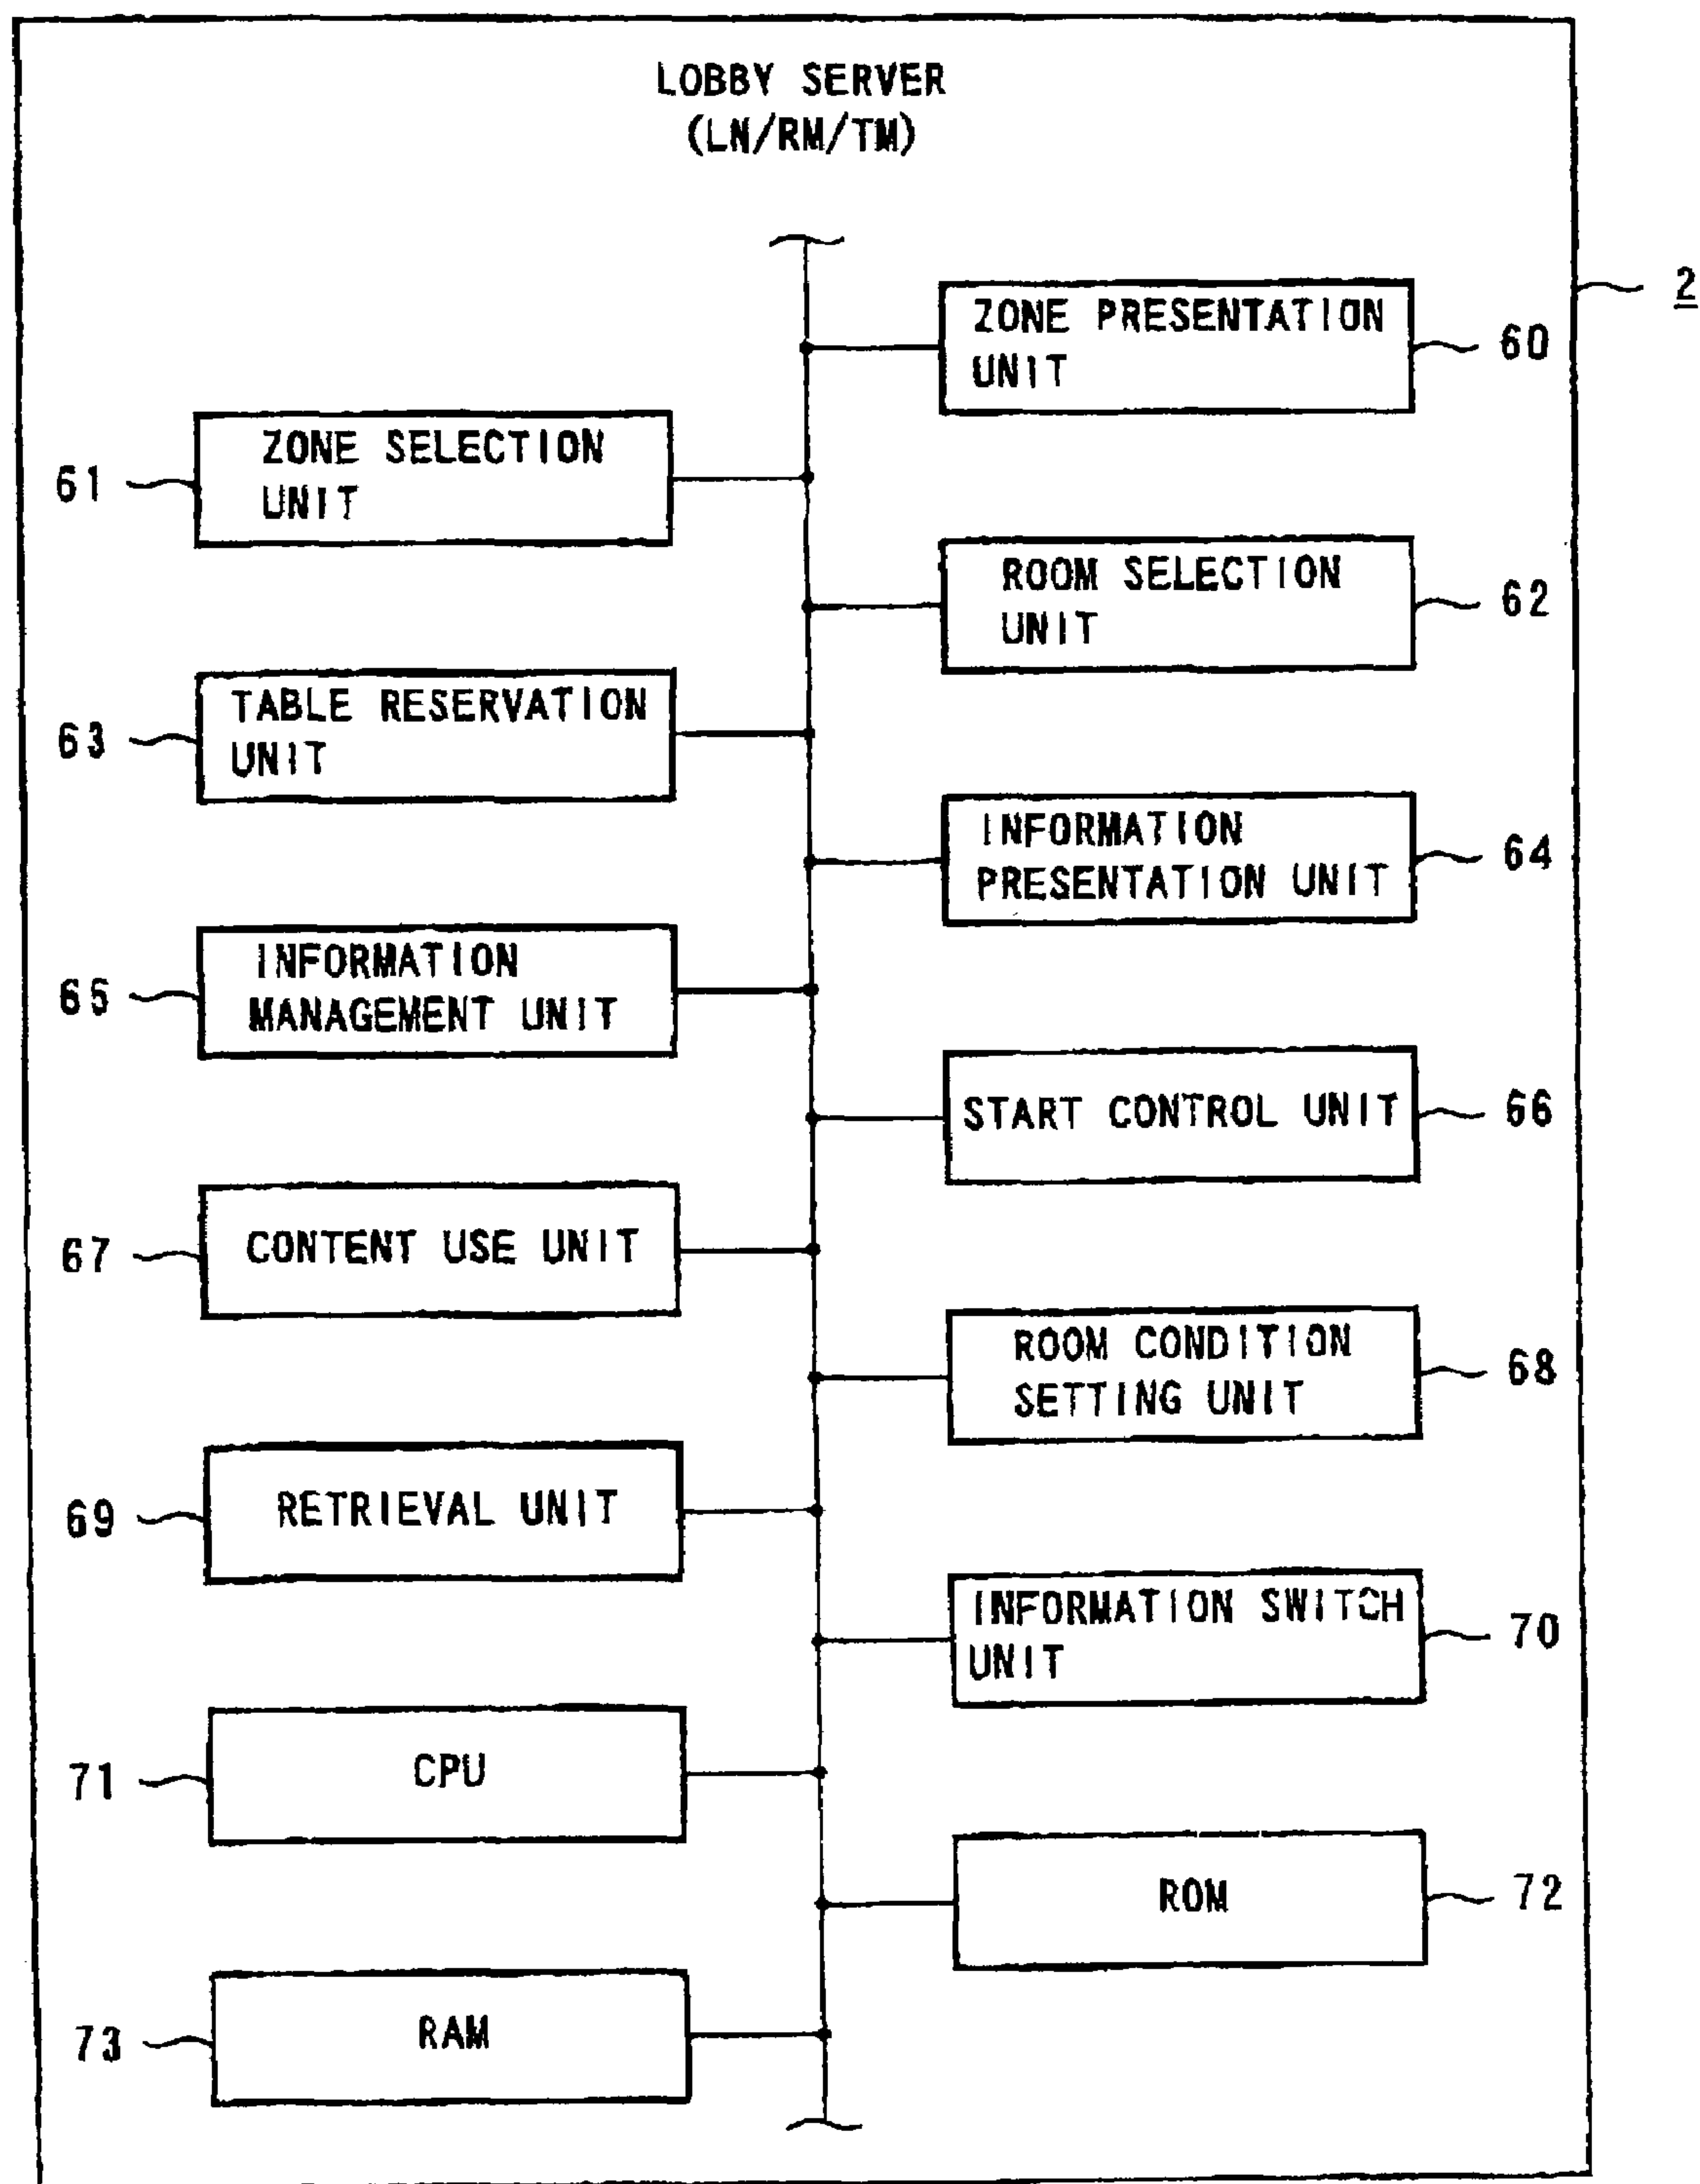 LOBBY SERVER
(LN/RM/TM)
2
ZONE PRESENTATION
UNIT
60
ZONE SELECTION
UNIT
61
ROOM SELECTION
UNIT
62
TABLE RESERVATION
UNIT
63
INFORMATION
PRESENTATION UNIT
64
INFORMATION
MANAGEMENT UNIT
65
START CONTROL UNIT
66
CONTENT USE UNIT
67
ROOM CONDITION
SETTING UNIT
68
RETRIEVAL UNIT
69
INFORMATION SWITCH
UNIT
70
CPU
71
ROM
72
RAM
73